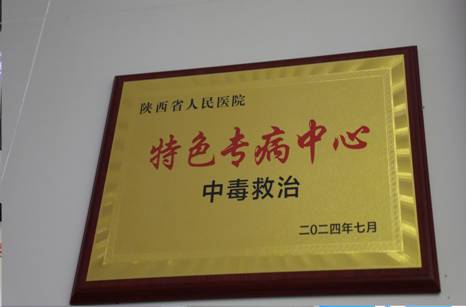 陕西省人民医院
特色专病中心
中毒救治
二〇二四年七月